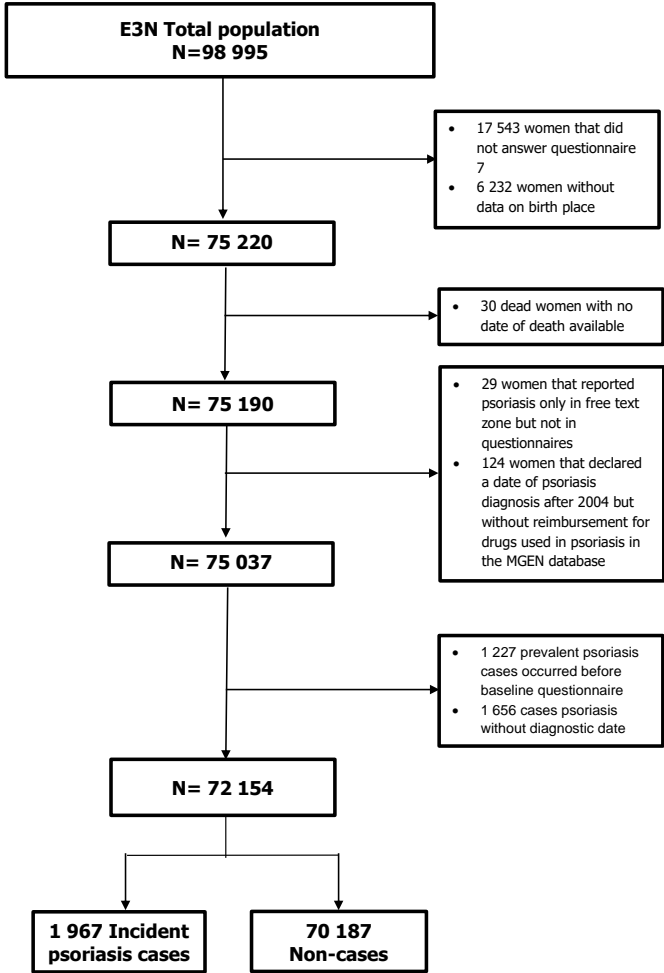 E3N Total population
N=98 995
• 17 543 women that did
not answer questionnaire
7
• 6 232 women without
data on birth place
N= 75 220
• 30 dead women with no
date of death available
N= 75 190
• 29 women that reported
psoriasis only in free text
zone but not in
questionnaires
• 124 women that declared
a date of psoriasis
diagnosis after 2004 but
without reimbursement for
drugs used in psoriasis in
the MGEN database
N= 75 037
• 1 227 prevalent psoriasis
cases occurred before
baseline questionnaire
• 1 656 cases psoriasis
without diagnostic date
N= 72 154
1 967 Incident
psoriasis cases
70 187
Non-cases